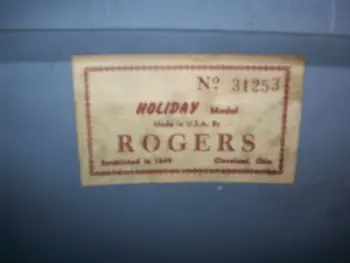 Nº 31253
HOLIDAY Model
Made in U.S.A. By
ROGERS
Established in 1849 Cleveland, Ohio